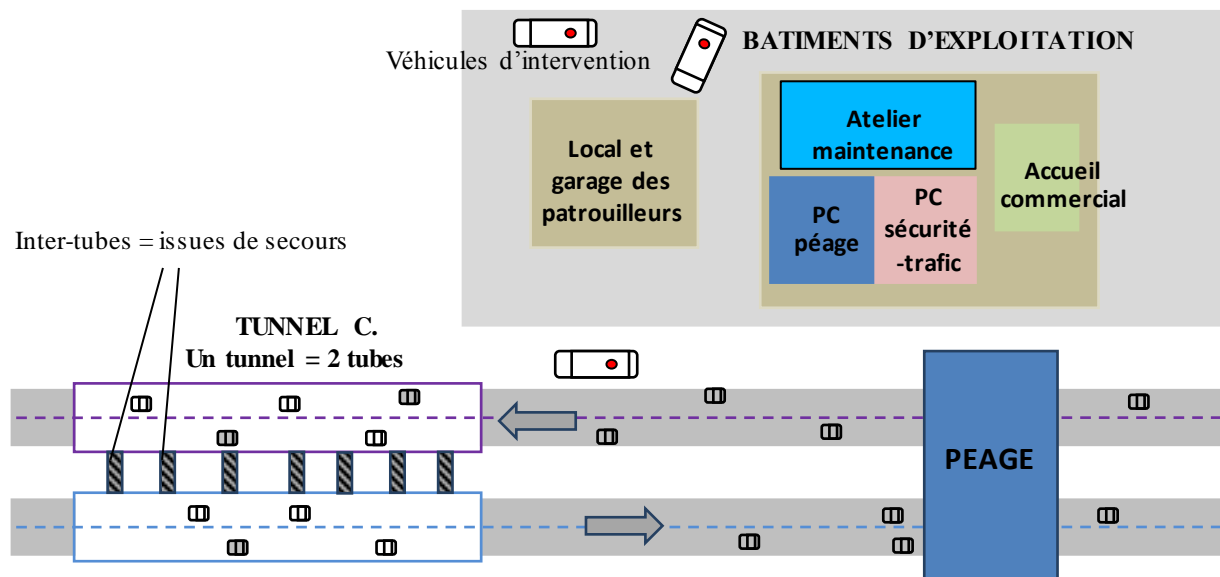 BATIMENTS D'EXPLOITATION
Véhicules d'intervention
Local et
garage des
patrouilleurs
Atelier
maintenance
PC
péage
PC
sécurité
-trafic
Accueil
commercial
Inter-tubes = issues de secours
TUNNEL C.
Un tunnel = 2 tubes
PEAGE